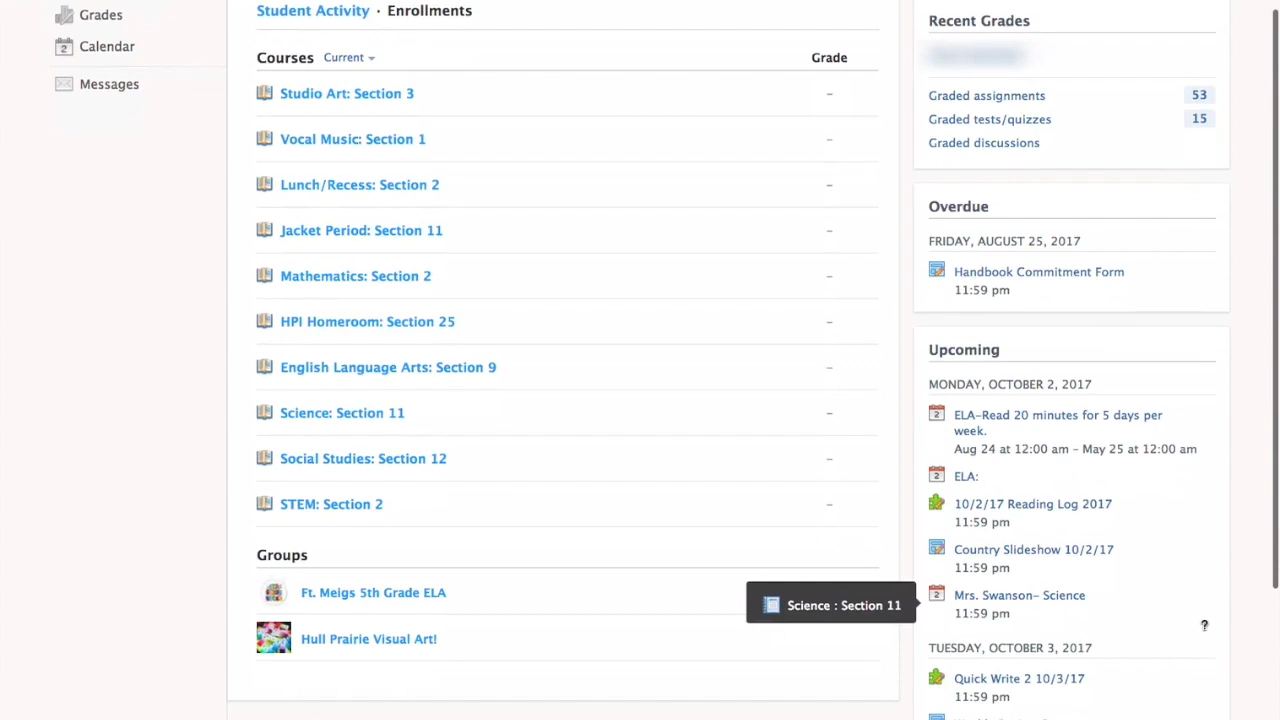 Grades
2
Calendar
Messages
Student Activity · Enrollments
Courses Current
Grade
Studio Art: Section 3 –
Vocal Music: Section 1 –
Lunch/Recess: Section 2 –
Jacket Period: Section 11 –
Mathematics: Section 2 –
HPI Homeroom: Section 25 –
English Language Arts: Section 9 –
Science: Section 11 –
Social Studies: Section 12 –
STEM: Section 2 –
Groups
Ft. Meigs 5th Grade ELA
Hull Prairie Visual Art!
Science : Section 11
Recent Grades
Graded assignments 53
Graded tests/quizzes 15
Graded discussions
Overdue
FRIDAY, AUGUST 25, 2017
Handbook Commitment Form
11:59 pm
Upcoming
MONDAY, OCTOBER 2, 2017
2 ELA-Read 20 minutes for 5 days per
week.
Aug 24 at 12:00 am – May 25 at 12:00 am
2 ELA:
10/2/17 Reading Log 2017
11:59 pm
Country Slideshow 10/2/17
11:59 pm
2 Mrs. Swanson- Science
11:59 pm
?
TUESDAY, OCTOBER 3, 2017
Quick Write 2 10/3/17
11:59 pm